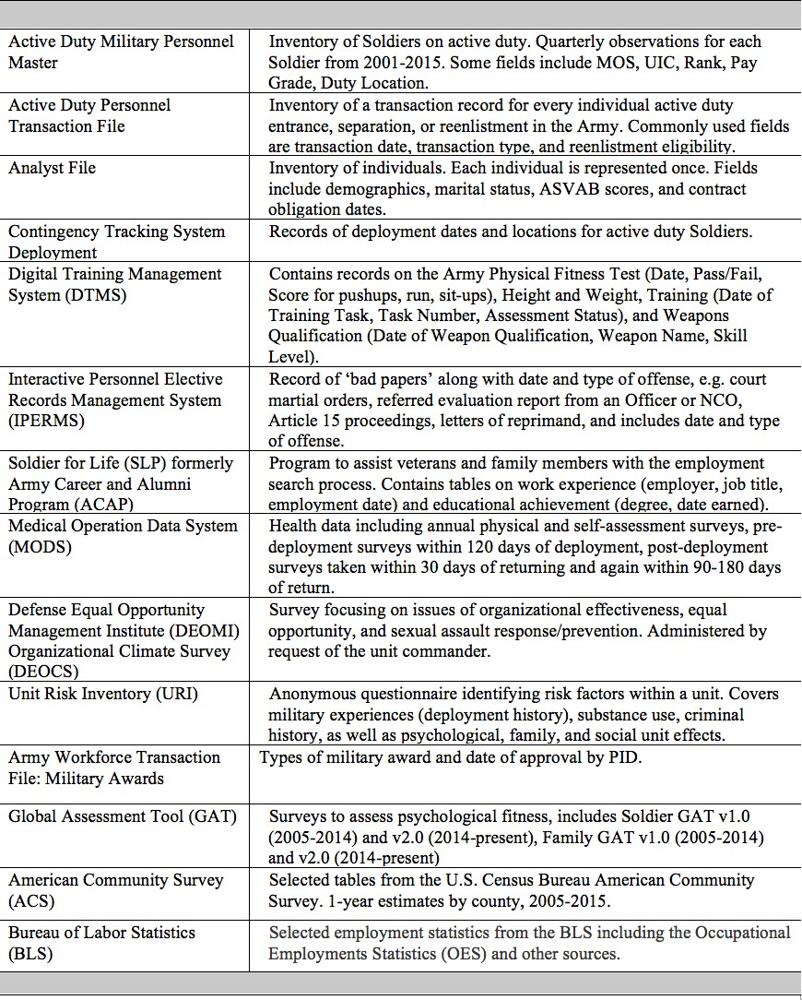 Active Duty Military Personnel
Master
Inventory of Soldiers on active duty. Quarterly observations for each
Soldier from 2001-2015. Some fields include MOS, UIC, Rank, Pay
Grade, Duty Location.
Active Duty Personnel
Transaction File
Inventory of a transaction record for every individual active duty
entrance, separation, or reenlistment in the Army. Commonly used fields
are transaction date, transaction type, and reenlistment eligibility.
Analyst File
Inventory of individuals. Each individual is represented once. Fields
include demographics, marital status, ASVAB scores, and contract
obligation dates.
Contingency Tracking System
Deployment
Records of deployment dates and locations for active duty Soldiers.
Digital Training Management
System (DTMS)
Contains records on the Army Physical Fitness Test (Date, Pass/Fail,
Score for pushups, run, sit-ups), Height and Weight, Training (Date of
Training Task, Task Number, Assessment Status), and Weapons
Qualification (Date of Weapon Qualification, Weapon Name, Skill
Level).
Interactive Personnel Elective
Records Management System
(IPERMS)
Record of ‘bad papers’ along with date and type of offense, e.g. court
martial orders, referred evaluation report from an Officer or NCO,
Article 15 proceedings, letters of reprimand, and includes date and type
of offense.
Soldier for Life (SLP) formerly
Army Career and Alumni
Program (ACAP)
Program to assist veterans and family members with the employment
search process. Contains tables on work experience (employer, job title,
employment date) and educational achievement (degree, date earned).
Medical Operation Data System
(MODS)
Health data including annual physical and self-assessment surveys, pre-
deployment surveys within 120 days of deployment, post-deployment
surveys taken within 30 days of returning and again within 90-180 days
of return.
Defense Equal Opportunity
Management Institute (DEOMI)
Organizational Climate Survey
(DEOCS)
Survey focusing on issues of organizational effectiveness, equal
opportunity, and sexual assault response/prevention. Administered by
request of the unit commander.
Unit Risk Inventory (URI)
Anonymous questionnaire identifying risk factors within a unit. Covers
military experiences (deployment history), substance use, criminal
history, as well as psychological, family, and social unit effects.
Army Workforce Transaction
File: Military Awards
Types of military award and date of approval by PID.
Global Assessment Tool (GAT)
Surveys to assess psychological fitness, includes Soldier GAT v1.0
(2005-2014) and v2.0 (2014-present), Family GAT v1.0 (2005-2014)
and v2.0 (2014-present)
American Community Survey
(ACS)
Selected tables from the U.S. Census Bureau American Community
Survey. 1-year estimates by county, 2005-2015.
Bureau of Labor Statistics
(BLS)
Selected employment statistics from the BLS including the Occupational
Employments Statistics (OES) and other sources.